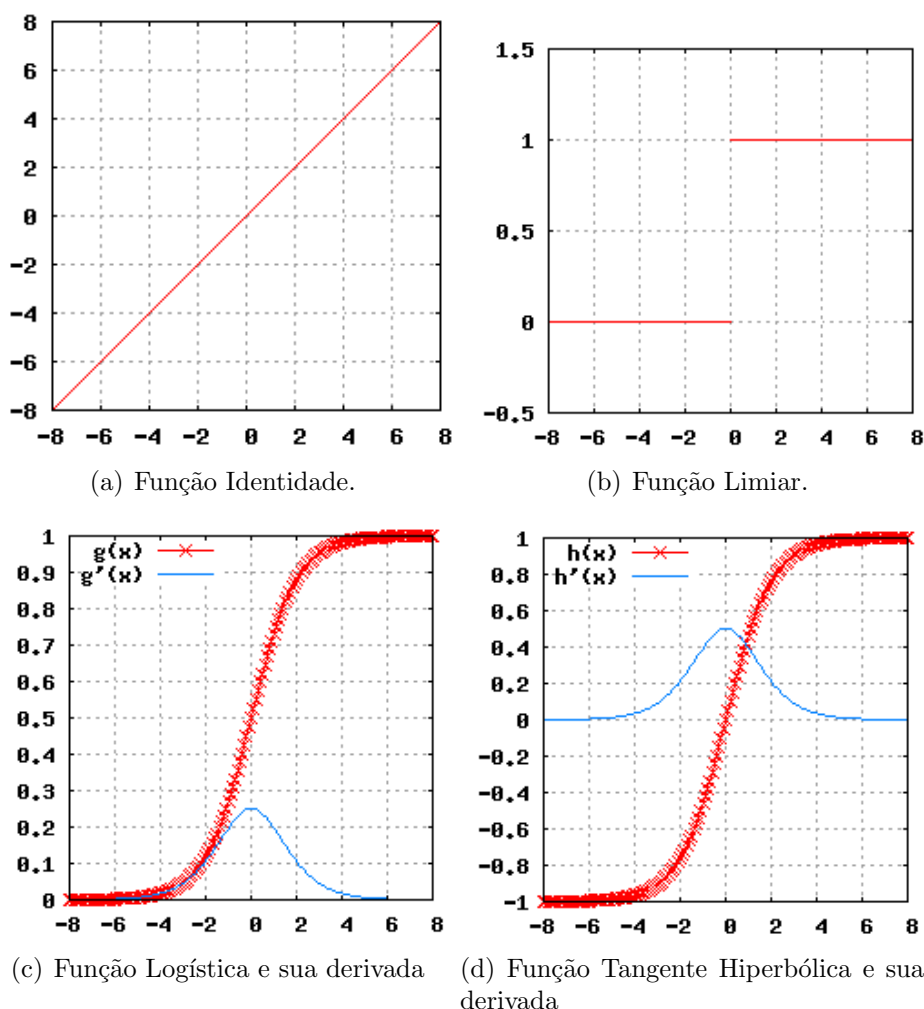 8
6
4
2
0
-2
-4
-6
-8
-8 -6 -4 -2 0 2 4 6 8
(a) Função Identidade.
1.5
1
0.5
0
-0.5
-8 -6 -4 -2 0 2 4 6 8
(b) Função Limiar.
g(x)
g'(x)
1
0.9
0.8
0.7
0.6
0.5
0.4
0.3
0.2
0.1
0
-8 -6 -4 -2 0 2 4 6 8
(c) Função Logística e sua derivada
h(x)
h'(x)
1
0.8
0.6
0.4
0.2
0
-0.2
-0.4
-0.6
-0.8
-1
-8 -6 -4 -2 0 2 4 6 8
(d) Função Tangente Hiperbólica e sua
derivada